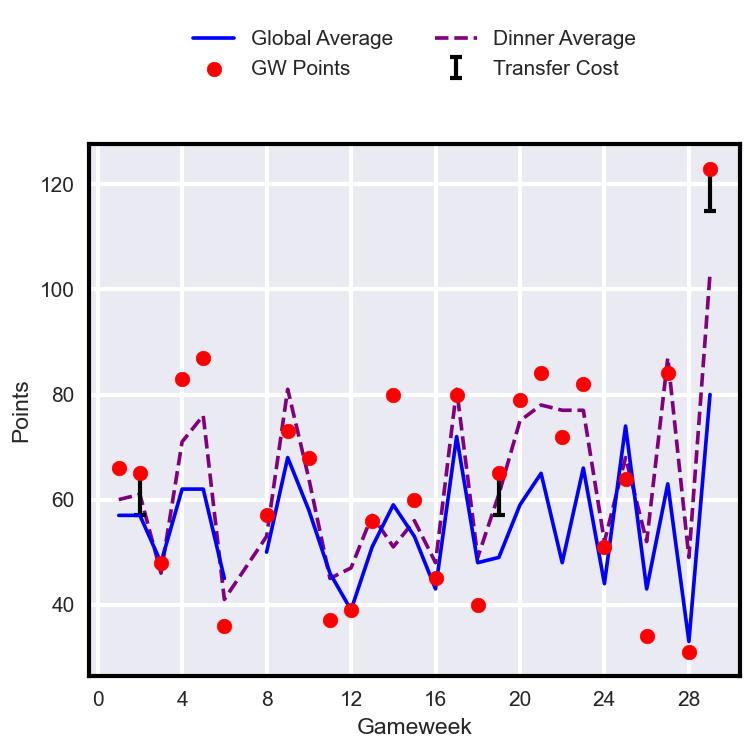 Global Average
Dinner Average
GW Points
Transfer Cost
120
100
80
60
40
Points
0 4 8 12 16 20 24 28
Gameweek